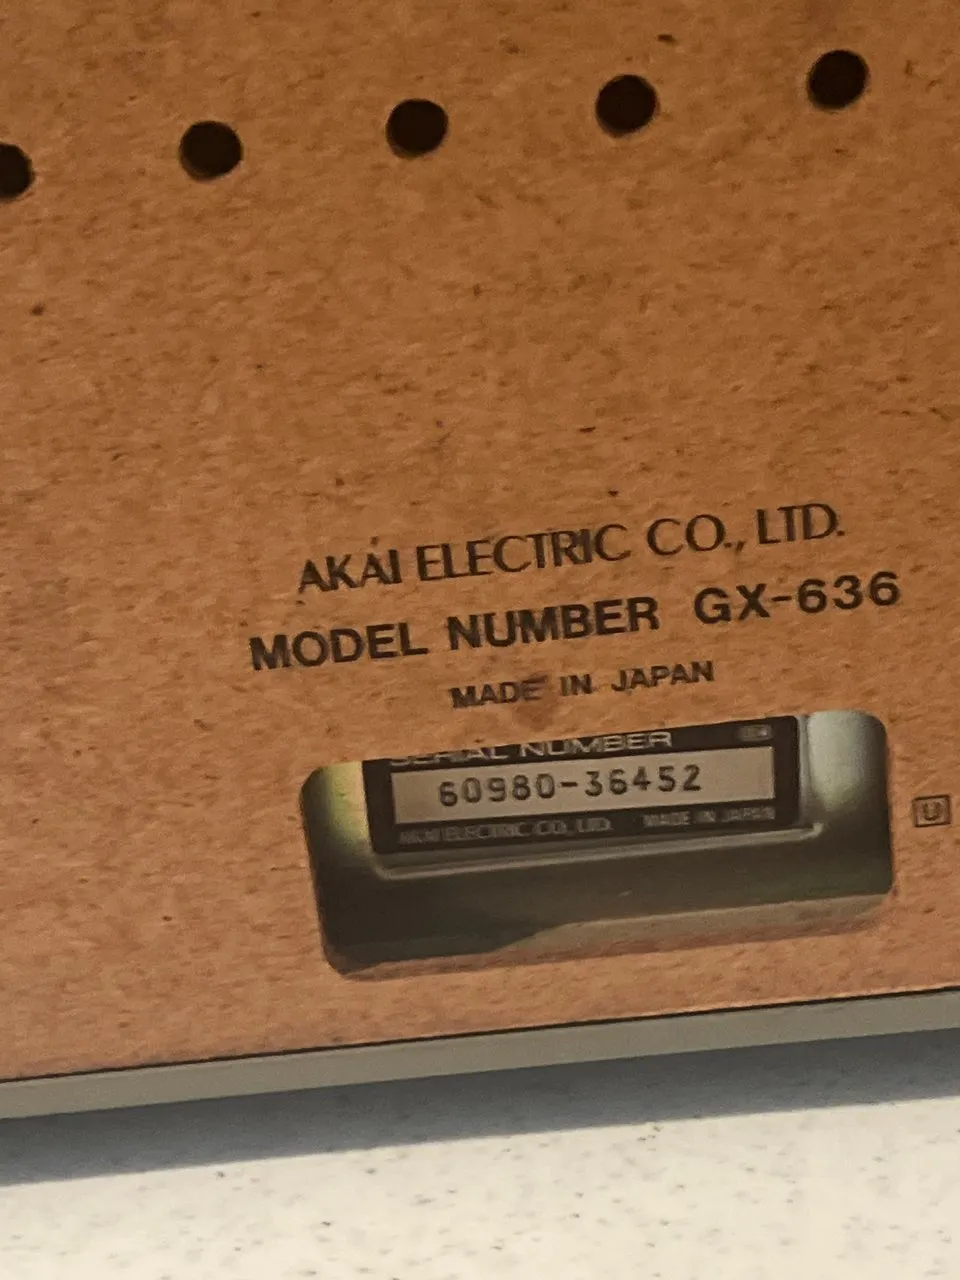 AKAI ELECTRIC CO., LTD.
MODEL NUMBER GX-636
MADE IN JAPAN
SERIAL NUMBER
60980-36452
AKAI ELECTRIC CO., LTD. MADE IN JAPAN
U